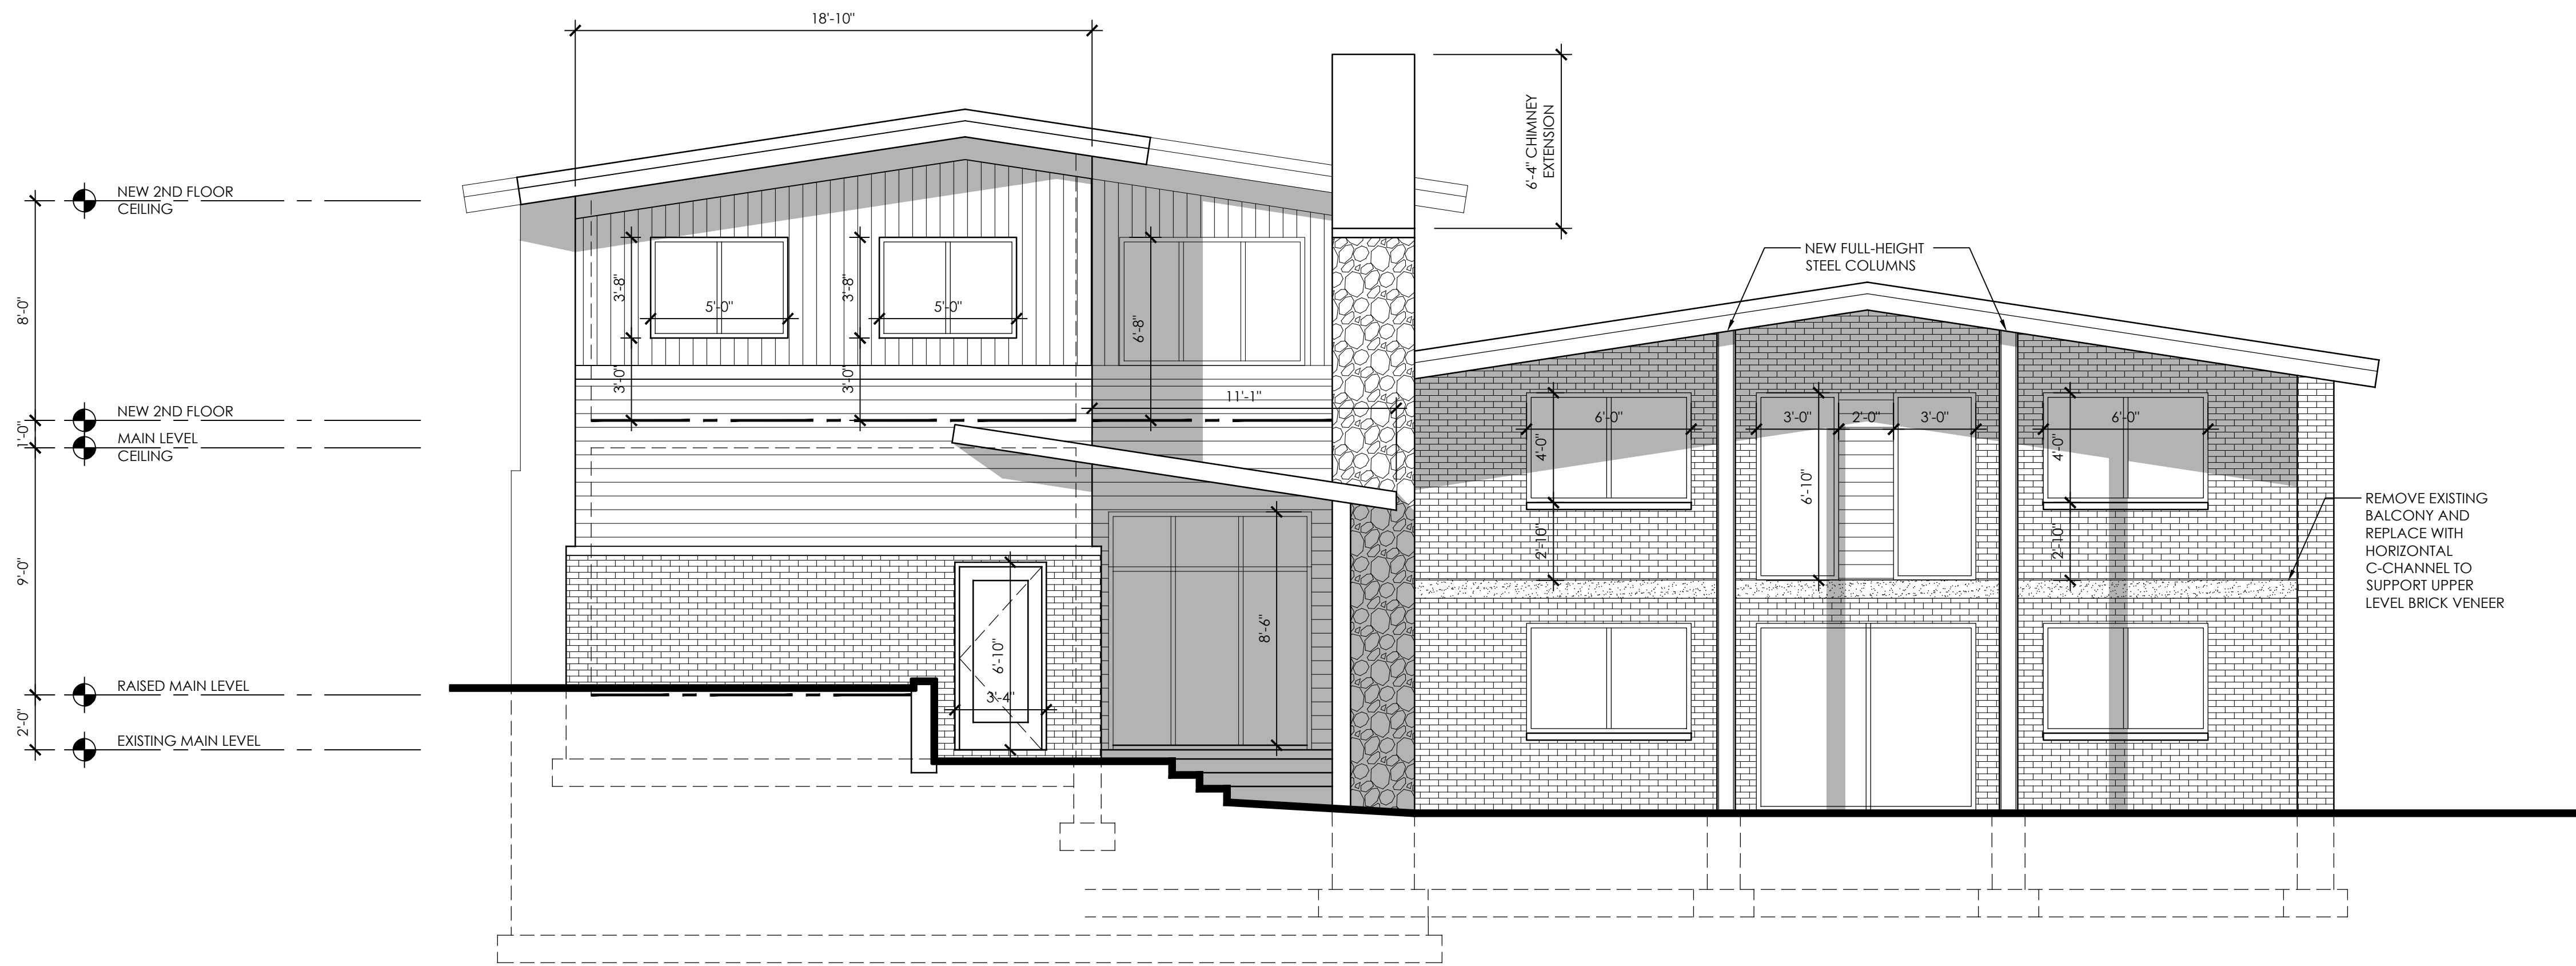 18'-10"
6'-4" CHIMNEY
EXTENSION
NEW 2ND FLOOR
CEILING
8'-0"
NEW FULL-HEIGHT
STEEL COLUMNS
3'-8"
5'-0"
3'-8"
5'-0"
6'-8"
3'-0"
3'-0"
11'-1"
NEW 2ND FLOOR
1'-0"
MAIN LEVEL
CEILING
6'-0"
3'-0"
2'-0"
3'-0"
6'-0"
4'-0"
4'-0"
6'-10"
2'-10"
2'-10"
REMOVE EXISTING
BALCONY AND
REPLACE WITH
HORIZONTAL
C-CHANNEL TO
SUPPORT UPPER
LEVEL BRICK VENEER
9'-0"
8'-6"
6'-10"
3'-4"
RAISED MAIN LEVEL
2'-0"
EXISTING MAIN LEVEL